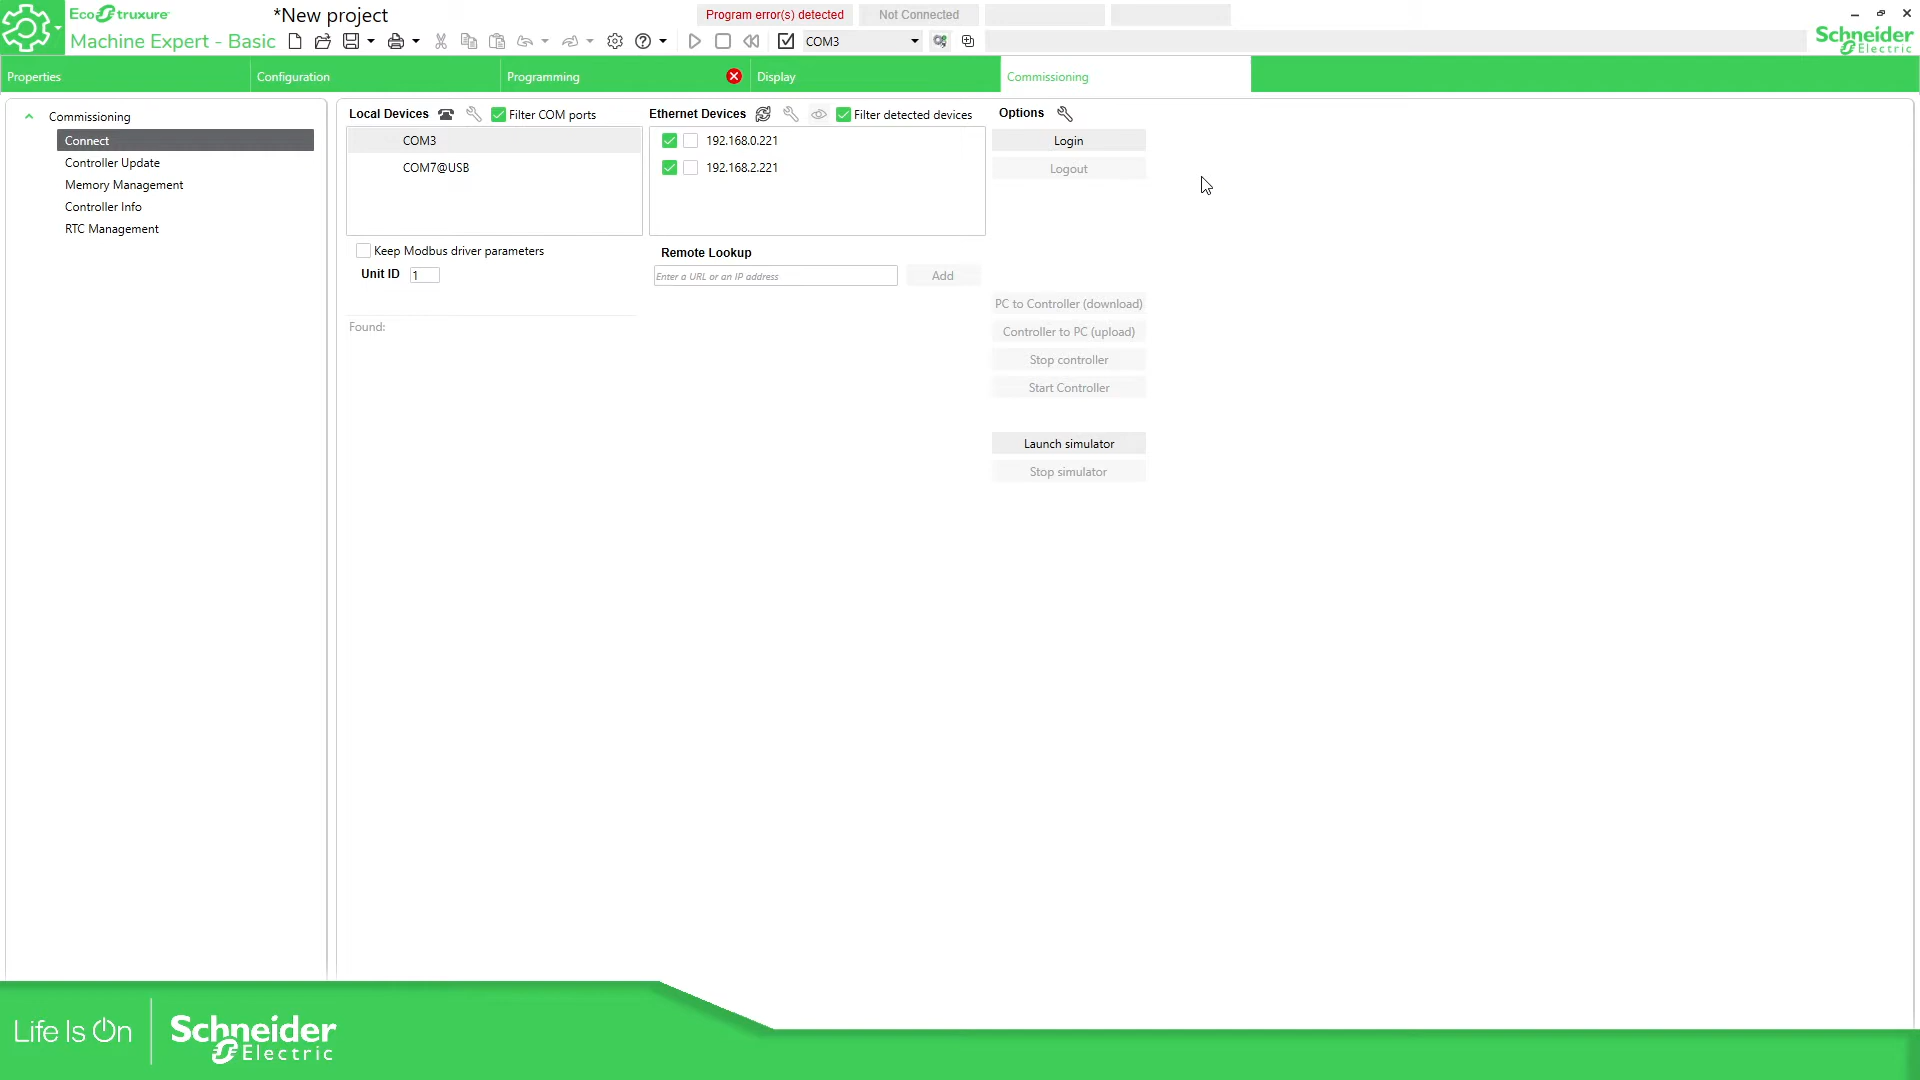 EcoStruxure
Machine Expert - Basic
*New project
Program error(s) detected
Not Connected
COM3
Schneider
Electric
Properties
Configuration
Programming
Display
Commissioning
Commissioning
Connect
Controller Update
Memory Management
Controller Info
RTC Management
Local Devices
Filter COM ports
COM3
COM7@USB
Keep Modbus driver parameters
Unit ID 1
Found:
Ethernet Devices
Filter detected devices
192.168.0.221
192.168.2.221
Remote Lookup
Enter a URL or an IP address
Add
Options
Login
Logout
PC to Controller (download)
Controller to PC (upload)
Stop controller
Start Controller
Launch simulator
Stop simulator
Life Is On
Schneider
Electric